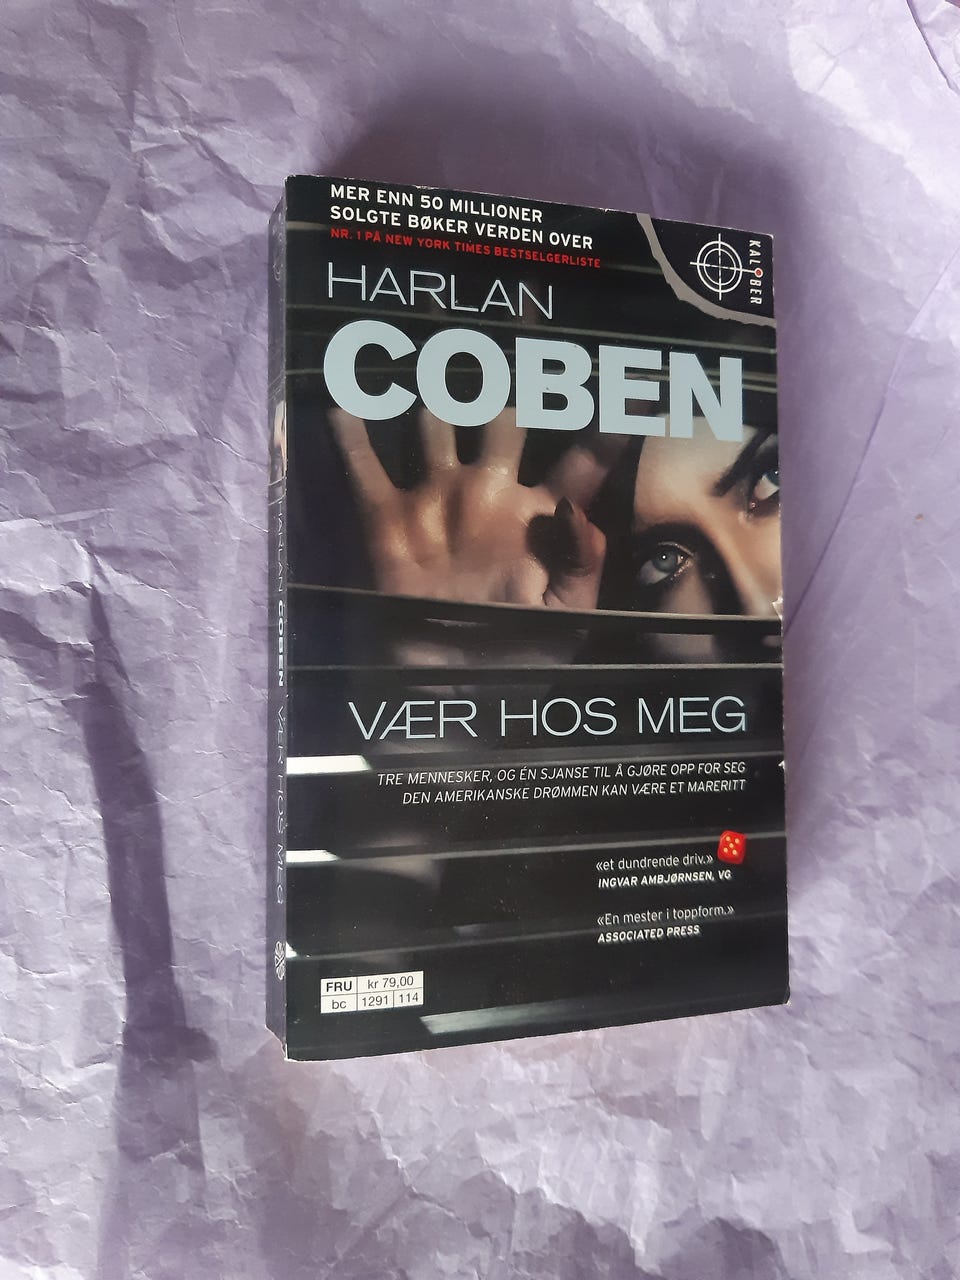 MER ENN 50 MILLIONER
SOLGTE BØKER VERDEN OVER
NR. 1 PÅ NEW YORK TIMES BESTSELGERLISTE
KALIBER
HARLAN
COBEN
VÆR HOS MEG
TRE MENNESKER, OG ÉN SJANSE TIL Å GJØRE OPP FOR SEG
DEN AMERIKANSKE DRØMMEN KAN VÆRE ET MARERITT
«et dundrende driv.»
INGVAR AMBJØRNSEN, VG
«En mester i toppform.»
ASSOCIATED PRESS
FRU kr 79,00
bc 1291 114
HARLAN COBEN VÆR HOS MEG